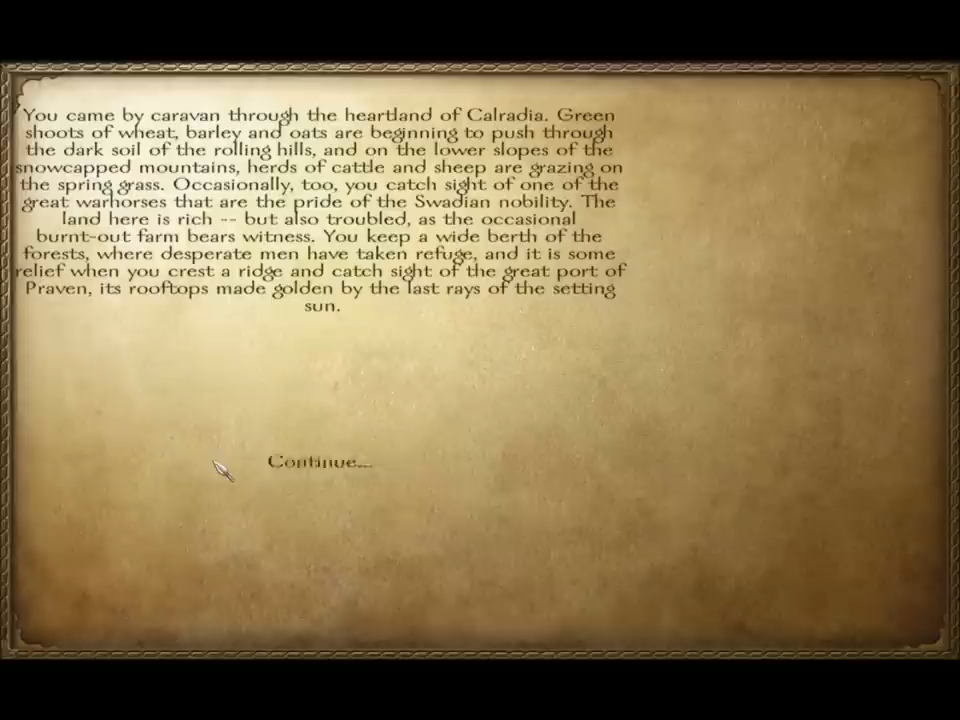 You came by caravan through the heartland of Calradia. Green
shoots of wheat, barley and oats are beginning to push through
the dark soil of the rolling hills, and on the lower slopes of the
snowcapped mountains, herds of cattle and sheep are grazing on
the spring grass. Occasionally, too, you catch sight of one of the
great warhorses that are the pride of the Swadian nobility. The
land here is rich -- but also troubled, as the occasional
burnt-out farm bears witness. You keep a wide berth of the
forests, where desperate men have taken refuge, and it is some
relief when you crest a ridge and catch sight of the great port of
Praven, its rooftops made golden by the last rays of the setting
sun.
Continue...